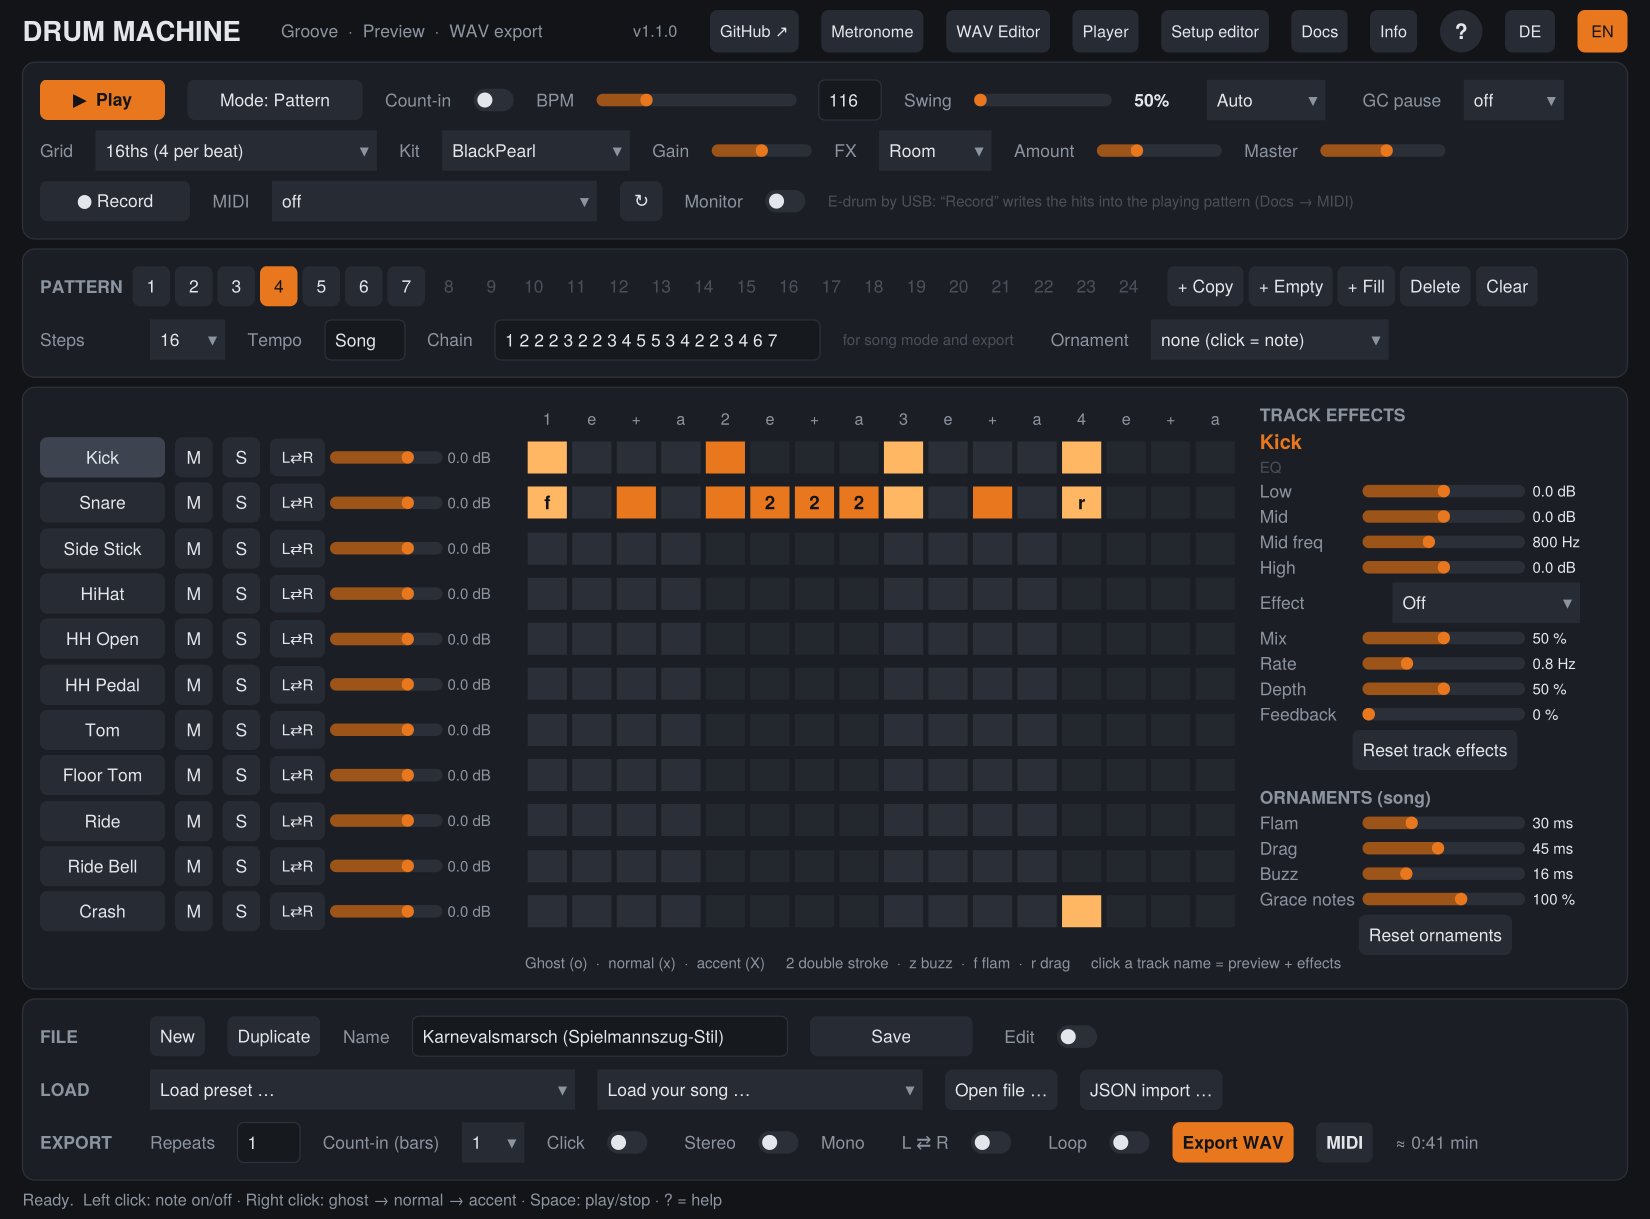 DRUM MACHINE Groove · Preview · WAV export v1.1.0 GitHub ↗ Metronome WAV Editor Player Setup editor Docs Info ? DE EN
▶ Play Mode: Pattern Count-in BPM 116 Swing 50% Auto ▼ GC pause off ▼
Grid 16ths (4 per beat) ▼ Kit BlackPearl ▼ Gain FX Room ▼ Amount Master
● Record MIDI off ▼ ↻ Monitor E-drum by USB: “Record” writes the hits into the playing pattern (Docs → MIDI)
PATTERN 1 2 3 4 5 6 7 8 9 10 11 12 13 14 15 16 17 18 19 20 21 22 23 24 + Copy + Empty + Fill Delete Clear
Steps 16 ▼ Tempo Song Chain 1 2 2 2 3 2 2 3 4 5 5 3 4 2 2 3 4 6 7 for song mode and export Ornament none (click = note) ▼
1 e + a 2 e + a 3 e + a 4 e + a
Kick M S L⇄R 0.0 dB
Snare M S L⇄R 0.0 dB f 2 2 2 r
Side Stick M S L⇄R 0.0 dB
HiHat M S L⇄R 0.0 dB
HH Open M S L⇄R 0.0 dB
HH Pedal M S L⇄R 0.0 dB
Tom M S L⇄R 0.0 dB
Floor Tom M S L⇄R 0.0 dB
Ride M S L⇄R 0.0 dB
Ride Bell M S L⇄R 0.0 dB
Crash M S L⇄R 0.0 dB
Ghost (o) · normal (x) · accent (X) 2 double stroke · z buzz · f flam · r drag click a track name = preview + effects
TRACK EFFECTS
Kick
EQ
Low 0.0 dB
Mid 0.0 dB
Mid freq 800 Hz
High 0.0 dB
Effect Off ▼
Mix 50 %
Rate 0.8 Hz
Depth 50 %
Feedback 0 %
Reset track effects
ORNAMENTS (song)
Flam 30 ms
Drag 45 ms
Buzz 16 ms
Grace notes 100 %
Reset ornaments
FILE New Duplicate Name Karnevalsmarsch (Spielmannszug-Stil) Save Edit
LOAD Load preset … ▼ Load your song … ▼ Open file … JSON import …
EXPORT Repeats 1 Count-in (bars) 1 ▼ Click Stereo Mono L ⇄ R Loop Export WAV MIDI ≈ 0:41 min
Ready. Left click: note on/off · Right click: ghost → normal → accent · Space: play/stop · ? = help